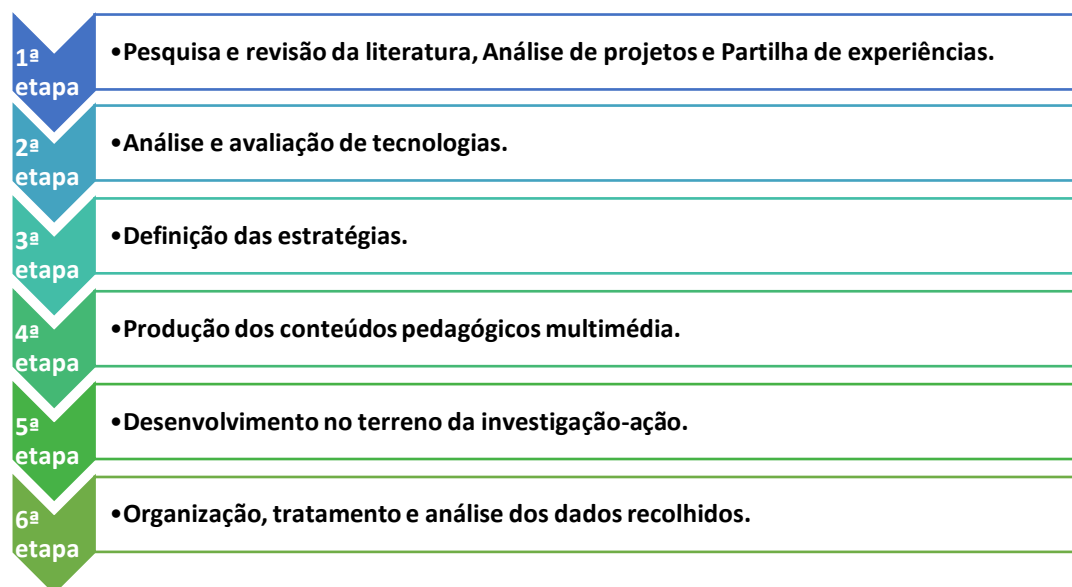 1ª
etapa
•Pesquisa e revisão da literatura, Análise de projetos e Partilha de experiências.
2ª
etapa
•Análise e avaliação de tecnologias.
3ª
etapa
•Definição das estratégias.
4ª
etapa
•Produção dos conteúdos pedagógicos multimédia.
5ª
etapa
•Desenvolvimento no terreno da investigação-ação.
6ª
etapa
•Organização, tratamento e análise dos dados recolhidos.